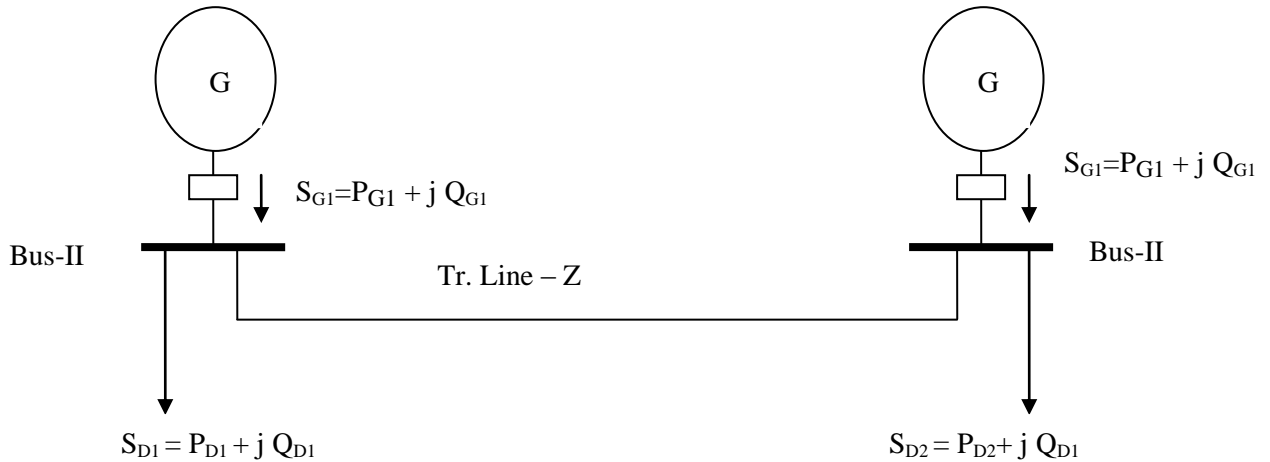 G
G
S_G1=P_G1 + j Q_G1
S_G1=P_G1 + j Q_G1
Bus-II
Bus-II
Tr. Line – Z
S_D1 = P_D1 + j Q_D1
S_D2 = P_D2+ j Q_D1